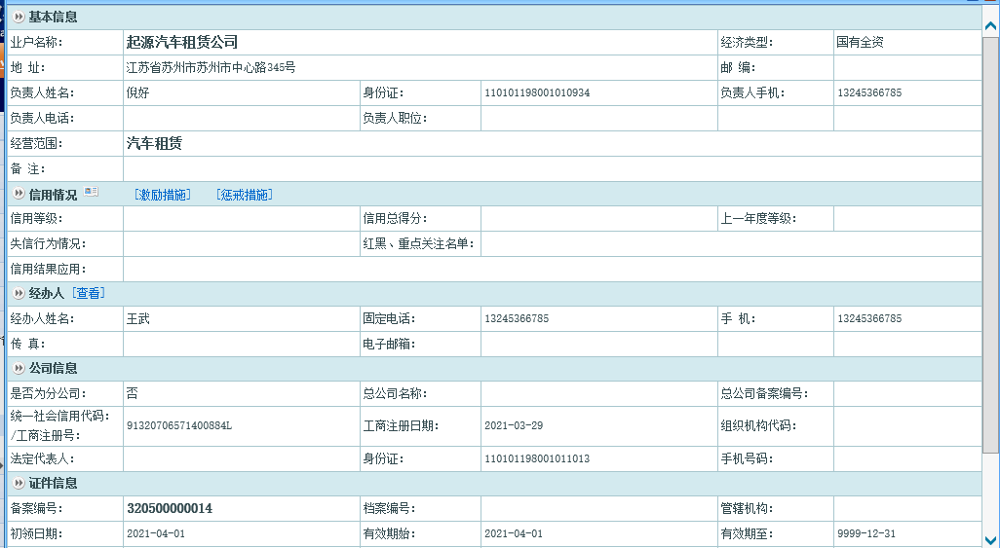 基本信息
业户名称： 起源汽车租赁公司 经济类型： 国有全资
地 址： 江苏省苏州市苏州市中心路345号 邮 编：
负责人姓名： 倪好 身份证： 110101198001010934 负责人手机： 13245366785
负责人电话： 负责人职位：
经营范围： 汽车租赁
备 注：
信用情况 [激励措施] [惩戒措施]
信用等级： 信用总得分： 上一年度等级：
失信行为情况： 红黑、重点关注名单：
信用结果应用：
经办人 [查看]
经办人姓名： 王武 固定电话： 13245366785 手 机： 13245366785
传 真： 电子邮箱：
公司信息
是否为分公司： 否 总公司名称： 总公司备案编号：
统一社会信用代码：
/工商注册号： 91320706571400884L 工商注册日期： 2021-03-29 组织机构代码：
法定代表人： 身份证： 110101198001011013 手机号码：
证件信息
备案编号： 320500000014 档案编号： 管辖机构：
初领日期： 2021-04-01 有效期始： 2021-04-01 有效期至： 9999-12-31